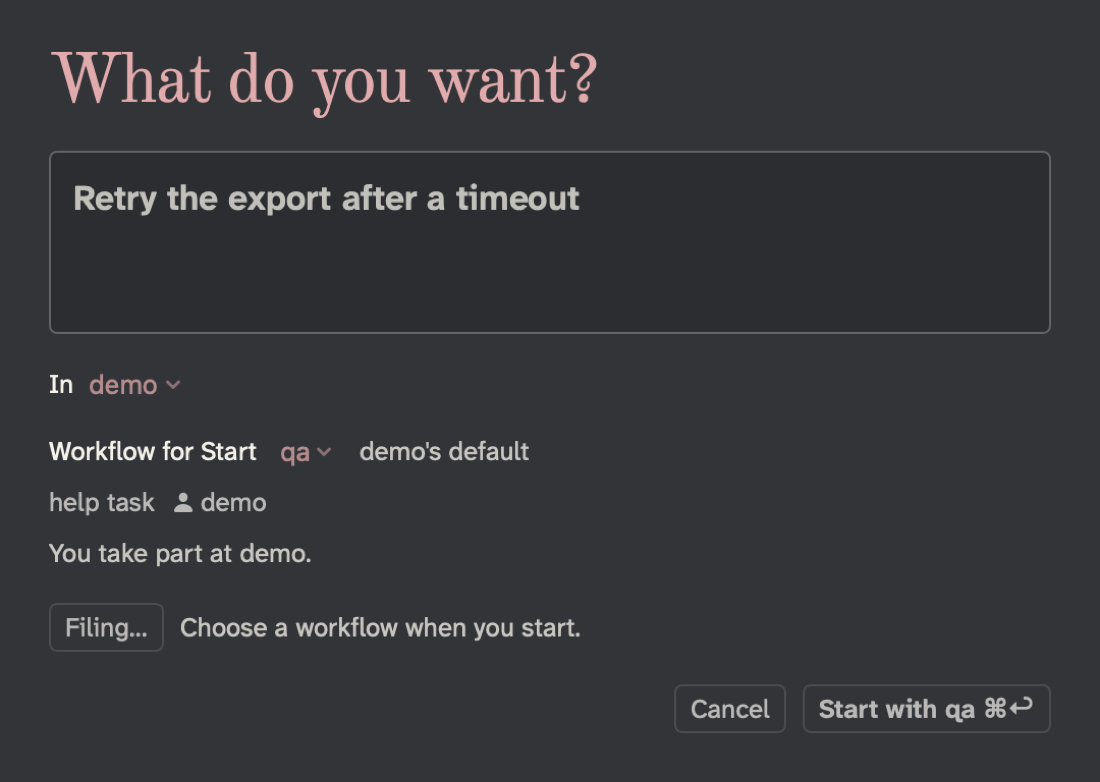 What do you want?
Retry the export after a timeout
In demo
Workflow for Start qa demo's default
help task demo
You take part at demo.
Filing... Choose a workflow when you start.
Cancel Start with qa ⌘↩